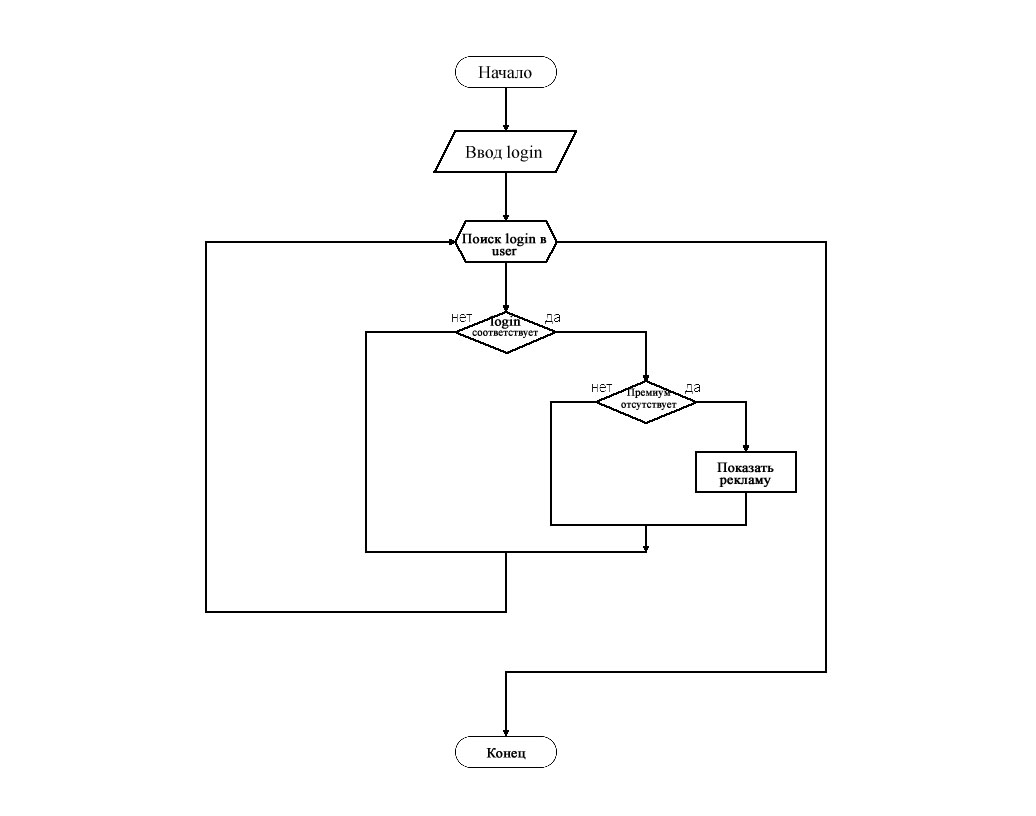 Начало
Ввод login
Поиск login в
user
нет
да
login
соответствует
нет
да
Премиум
отсутствует
Показать
рекламу
Конец